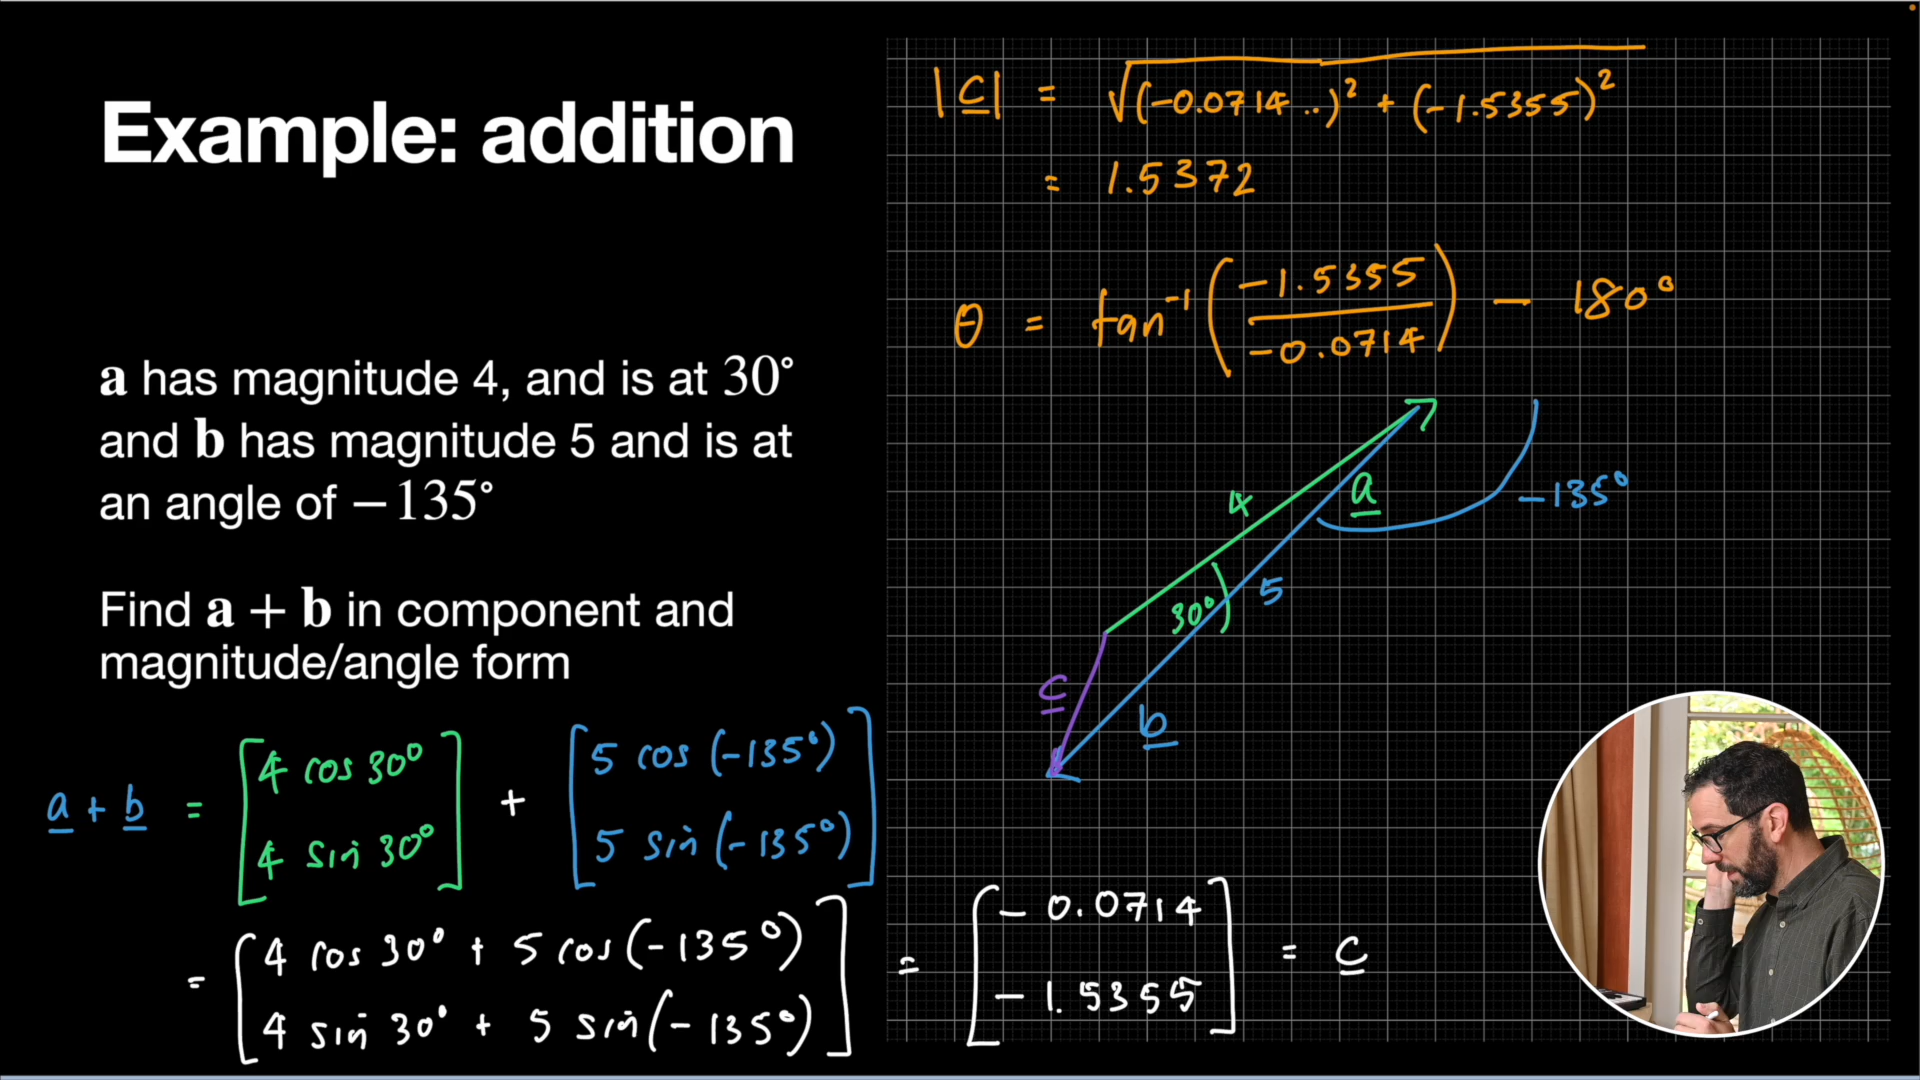 Example: addition
a has magnitude 4, and is at 30°
and b has magnitude 5 and is at
an angle of −135°
Find a + b in component and
magnitude/angle form
a + b = [4 cos 30° 4 sin 30°] + [5 cos (-135°) 5 sin (-135°)]
= [4 cos 30° + 5 cos (-135°) 4 sin 30° + 5 sin (-135°)] = [-0.0714 -1.5355] = c
|c| = √(-0.0714..)² + (-1.5355)²
= 1.5372
θ = tan⁻¹ (-1.5355 / -0.0714) - 180°
4
a
-135°
30°
5
c
b